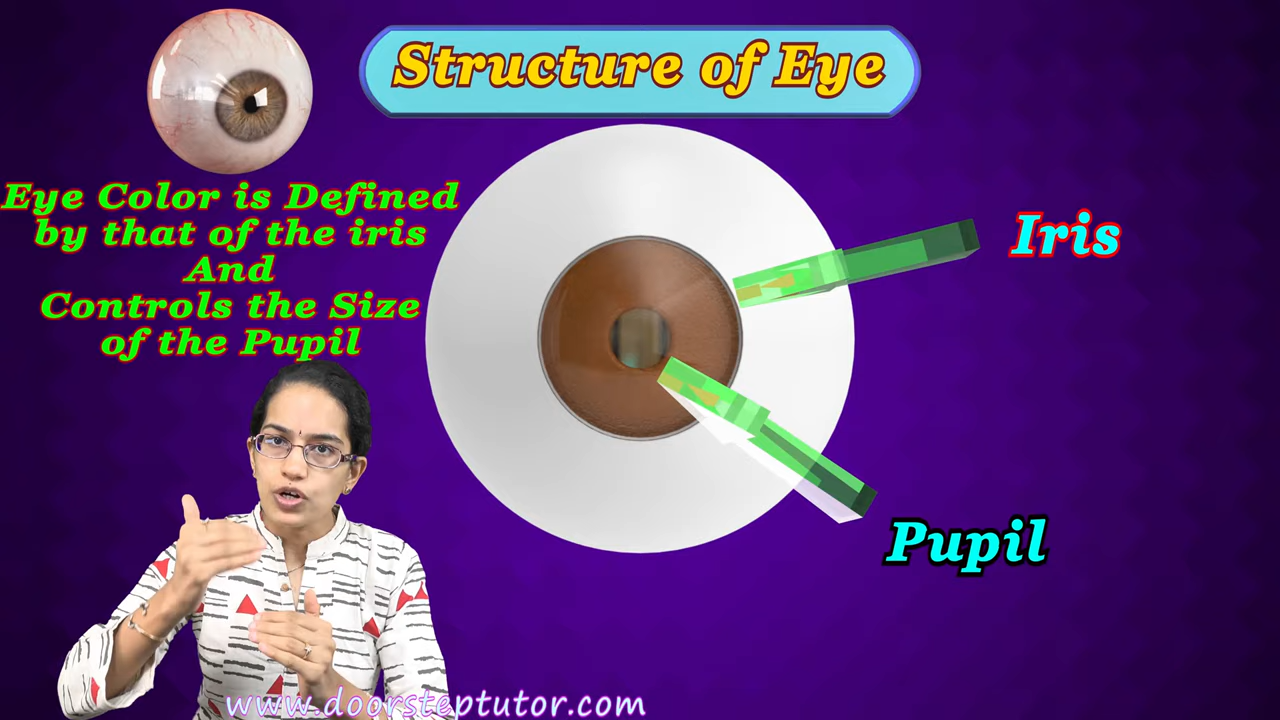 Structure of Eye
Eye Color is Defined
by that of the iris
And
Controls the Size
of the Pupil
Iris
Pupil
www.doorsteptutor.com